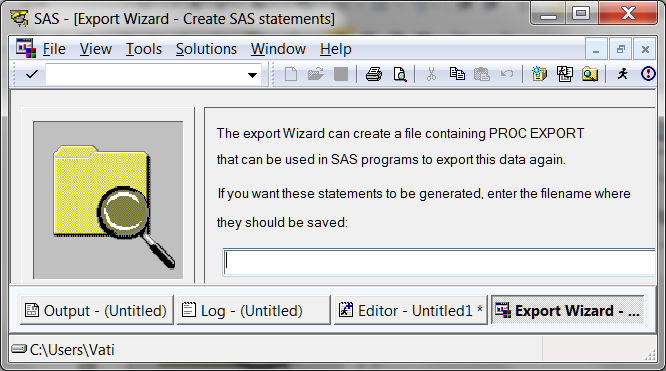 SAS - [Export Wizard - Create SAS statements]
File View Tools Solutions Window Help
The export Wizard can create a file containing PROC EXPORT
that can be used in SAS programs to export this data again.
If you want these statements to be generated, enter the filename where
they should be saved:
Output - (Untitled) Log - (Untitled) Editor - Untitled1 * Export Wizard - ...
C:\Users\Vati